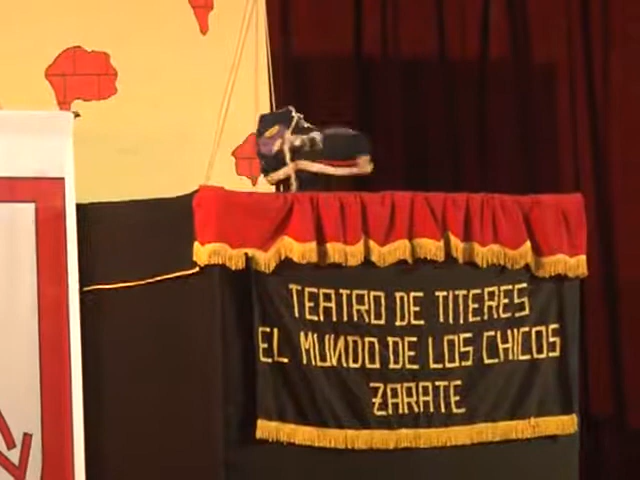 TEATRO DE TITERES
EL MUNDO DE LOS CHICOS
ZARATE